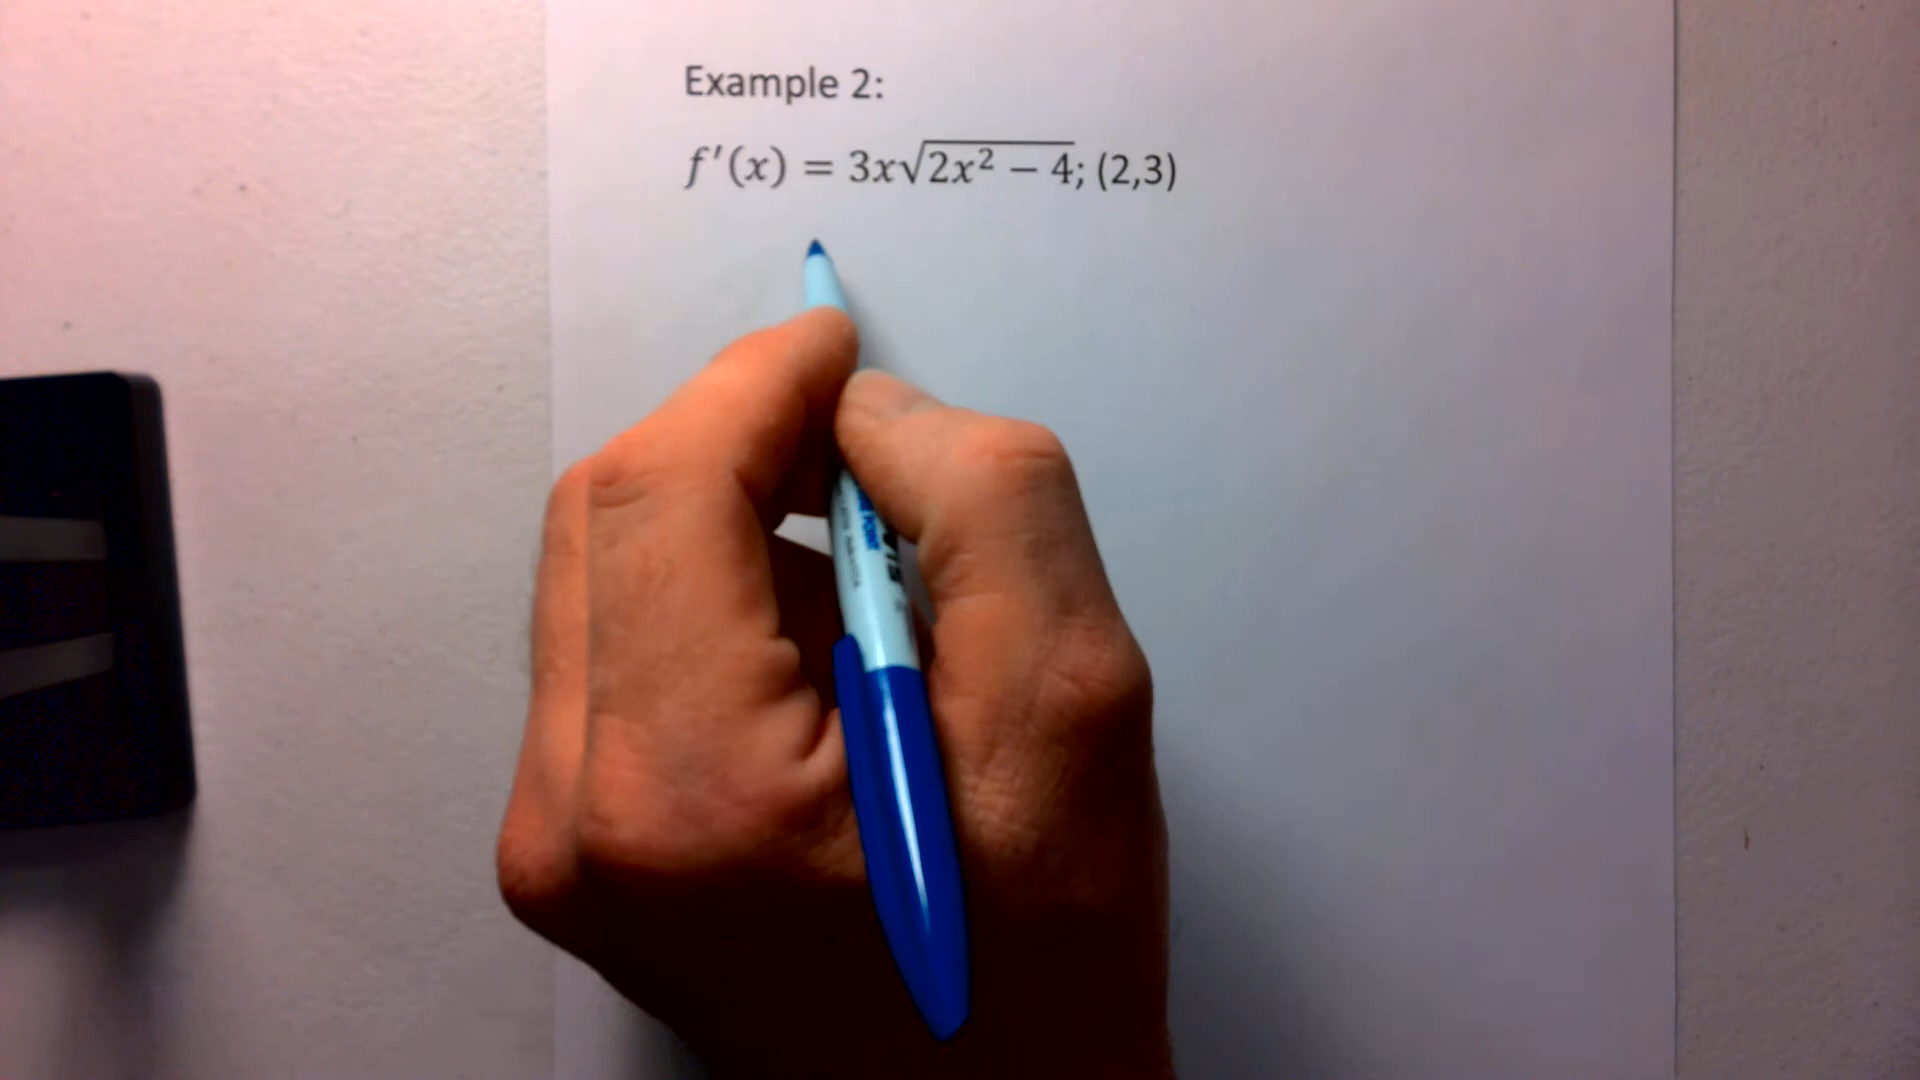 Example 2:
f'(x) = 3x√(2x² − 4); (2,3)